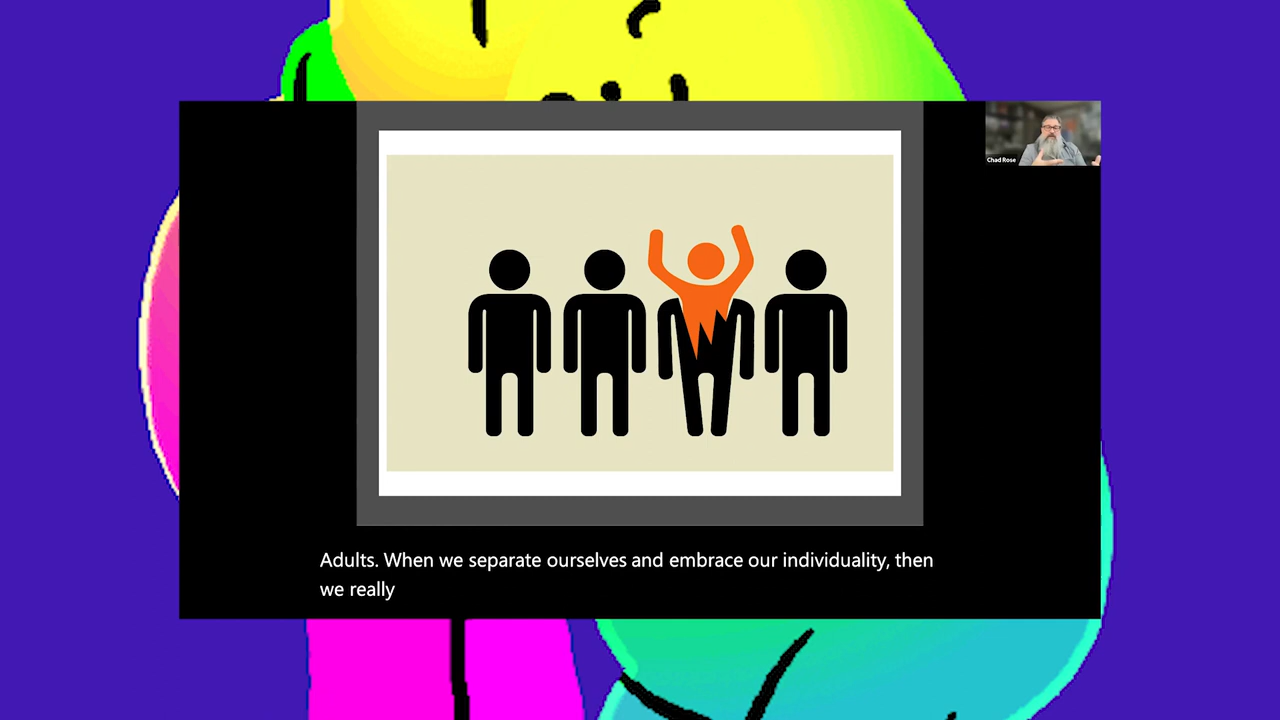 Chad Rose
Adults. When we separate ourselves and embrace our individuality, then
we really